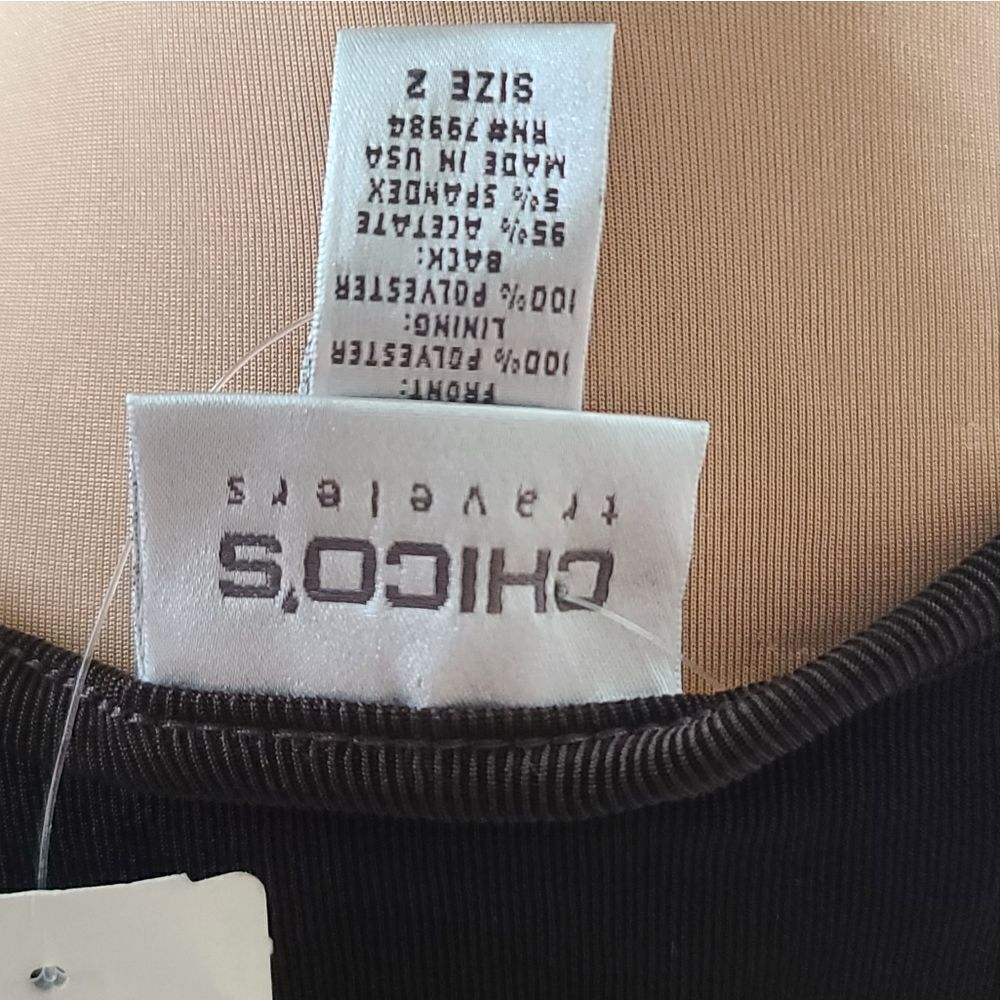 CHICO'S
travelers
FRONT:
100% POLYESTER
LINING:
100% POLYESTER
BACK:
95% ACETATE
5% SPANDEX
MADE IN USA
RN#79984
SIZE 2